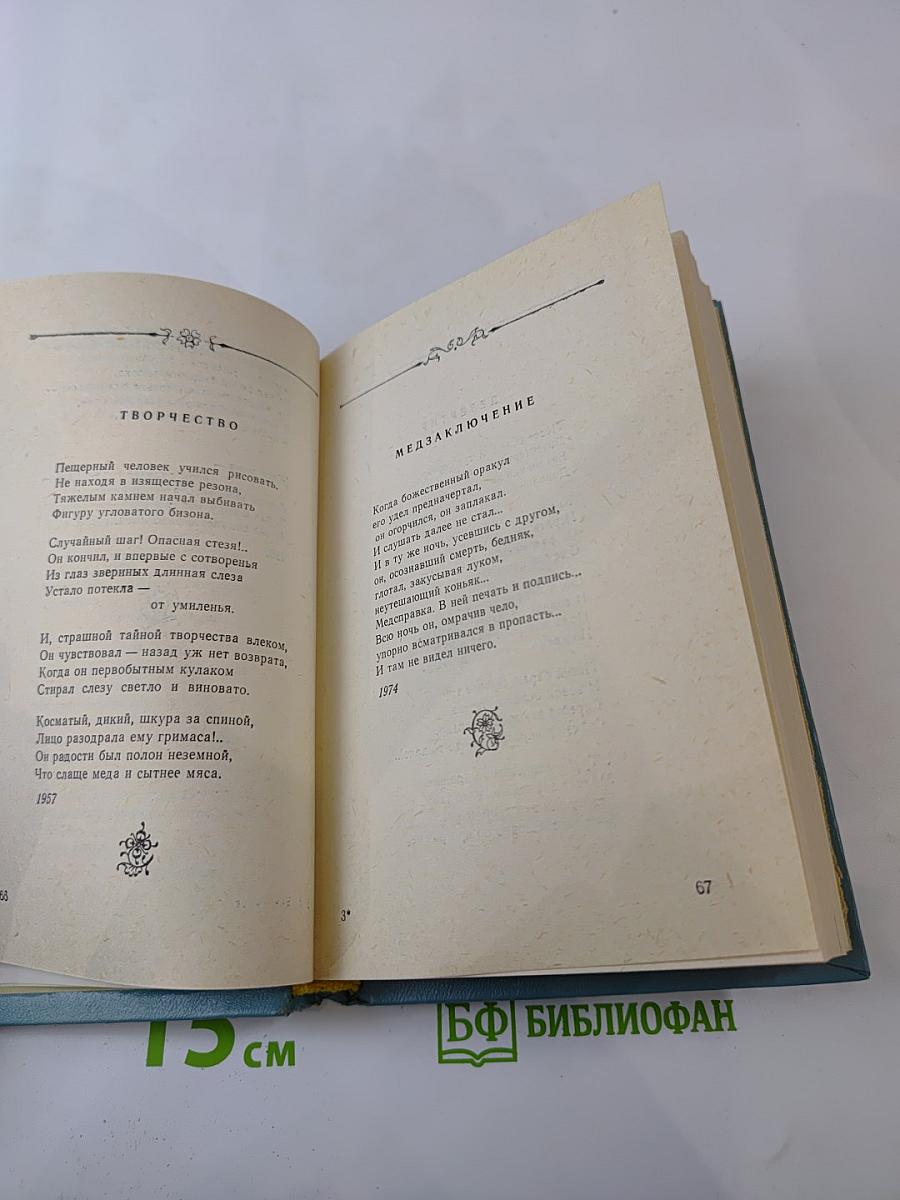 ТВОРЧЕСТВО
Пещерный человек учился рисовать.
Не находя в изяществе резона,
Тяжелым камнем начал выбивать
Фигуру угловатого бизона.
Случайный шаг! Опасная стезя!..
Он кончил, и впервые с сотворенья
Из глаз звериных длинная слеза
Устало потекла —
от умиленья.
И, страшной тайной творчества влеком,
Он чувствовал — назад уж нет возврата,
Когда он первобытным кулаком
Стирал слезу светло и виновато.
Косматый, дикий, шкура за спиной,
Лицо разодрала ему гримаса!..
Он радости был полон неземной,
Что слаще меда и сытнее мяса.
1957
МЕДЗАКЛЮЧЕНИЕ
Когда божественный оракул
его удел предначертал,
он огорчился, он заплакал.
И слушать далее не стал...
И в ту же ночь, усевшись с другом,
он, осознавший смерть, бедняк,
глотал, закусывая луком,
неутешающий коньяк...
Медсправка. В ней печать и подпись...
Всю ночь он, омрачив чело,
упорно всматривался в пропасть...
И там не видел ничего.
1974
3*
67
15 см
БФ БИБЛИОФАН